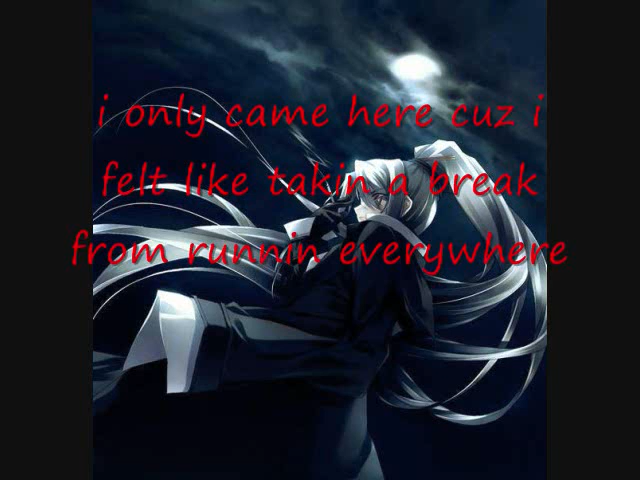 i only came here cuz i
felt like takin a break
from runnin everywhere